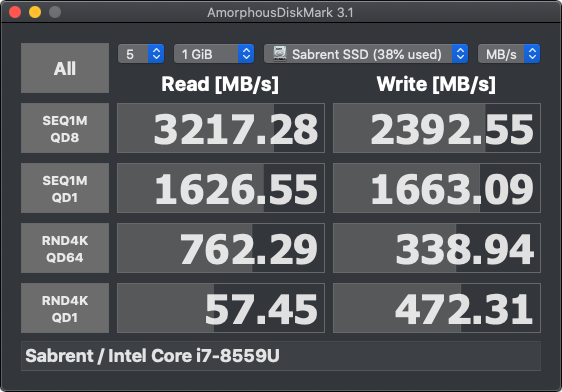 AmorphousDiskMark 3.1
All
5 1 GiB Sabrent SSD (38% used) MB/s
Read [MB/s] Write [MB/s]
SEQ1M
QD8
3217.28 2392.55
SEQ1M
QD1
1626.55 1663.09
RND4K
QD64
762.29 338.94
RND4K
QD1
57.45 472.31
Sabrent / Intel Core i7-8559U